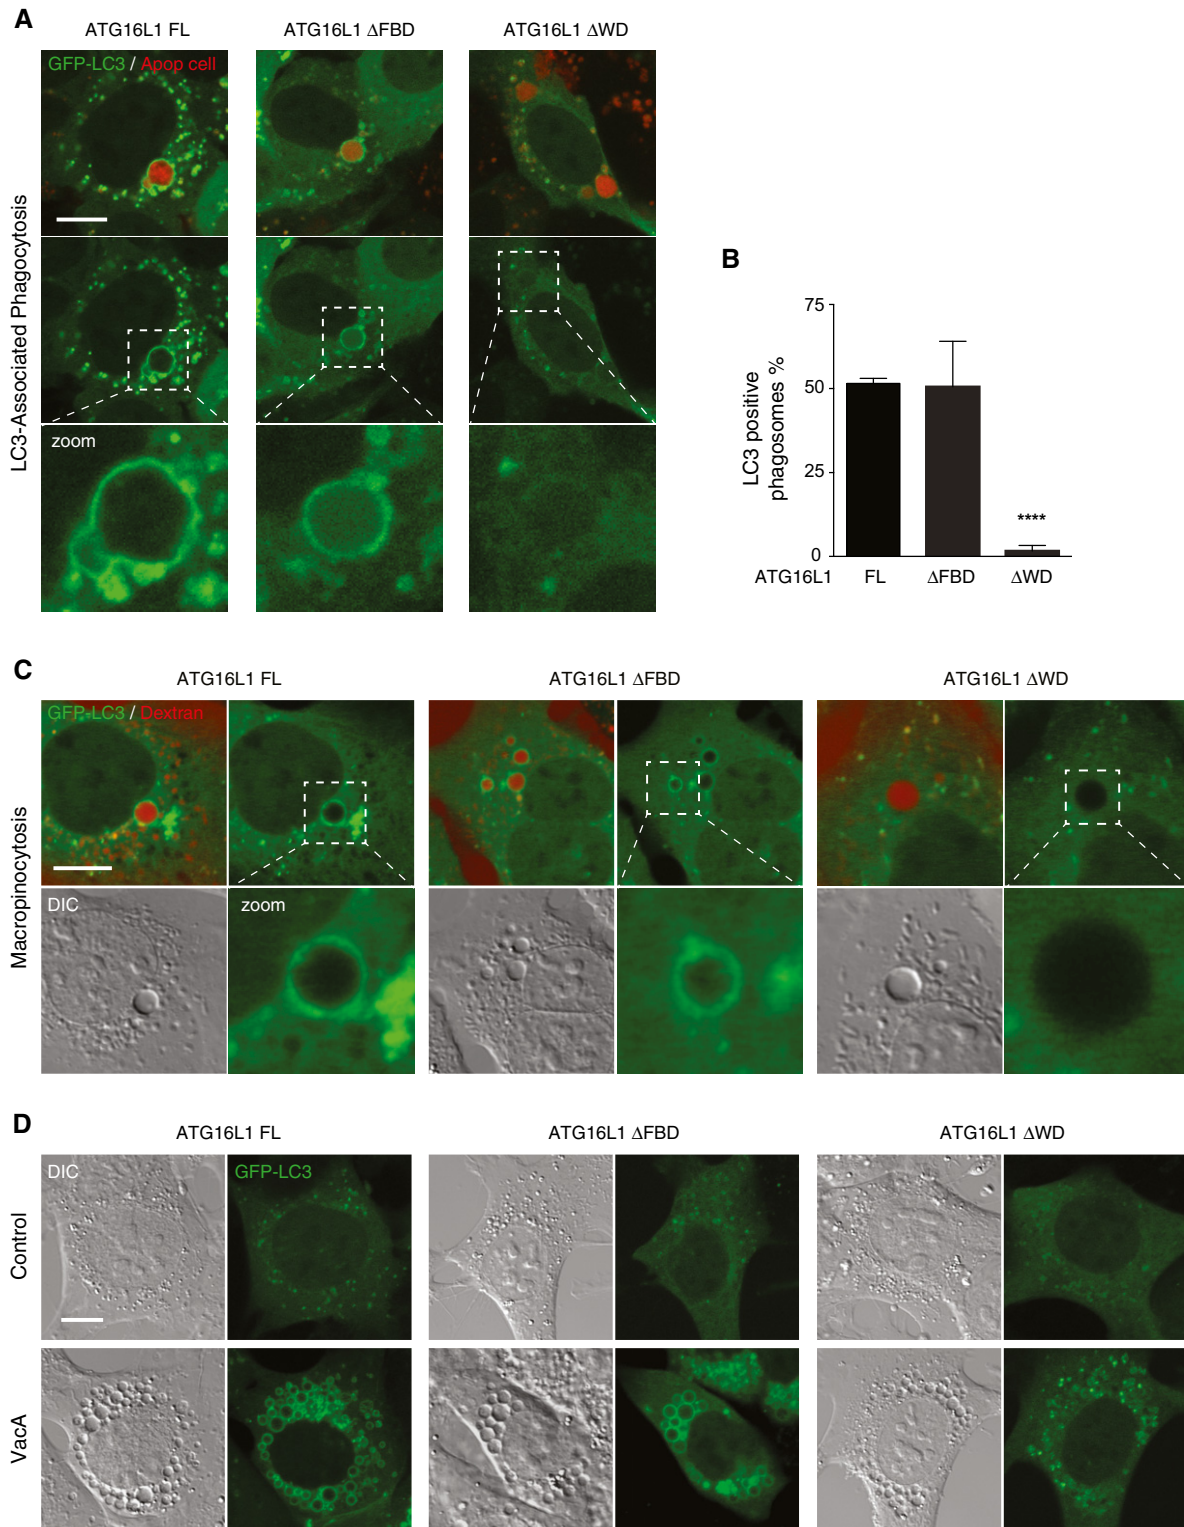 A
ATG16L1 FL
ATG16L1 ΔFBD
ATG16L1 ΔWD
GFP-LC3 / Apop cell
LC3-Associated Phagocytosis
zoom
B
LC3 positive
phagosomes %
75
50
25
0
****
ATG16L1 FL ΔFBD ΔWD
C
ATG16L1 FL
ATG16L1 ΔFBD
ATG16L1 ΔWD
GFP-LC3 / Dextran
Macropinocytosis
DIC
zoom
D
ATG16L1 FL
ATG16L1 ΔFBD
ATG16L1 ΔWD
DIC
GFP-LC3
Control
VacA